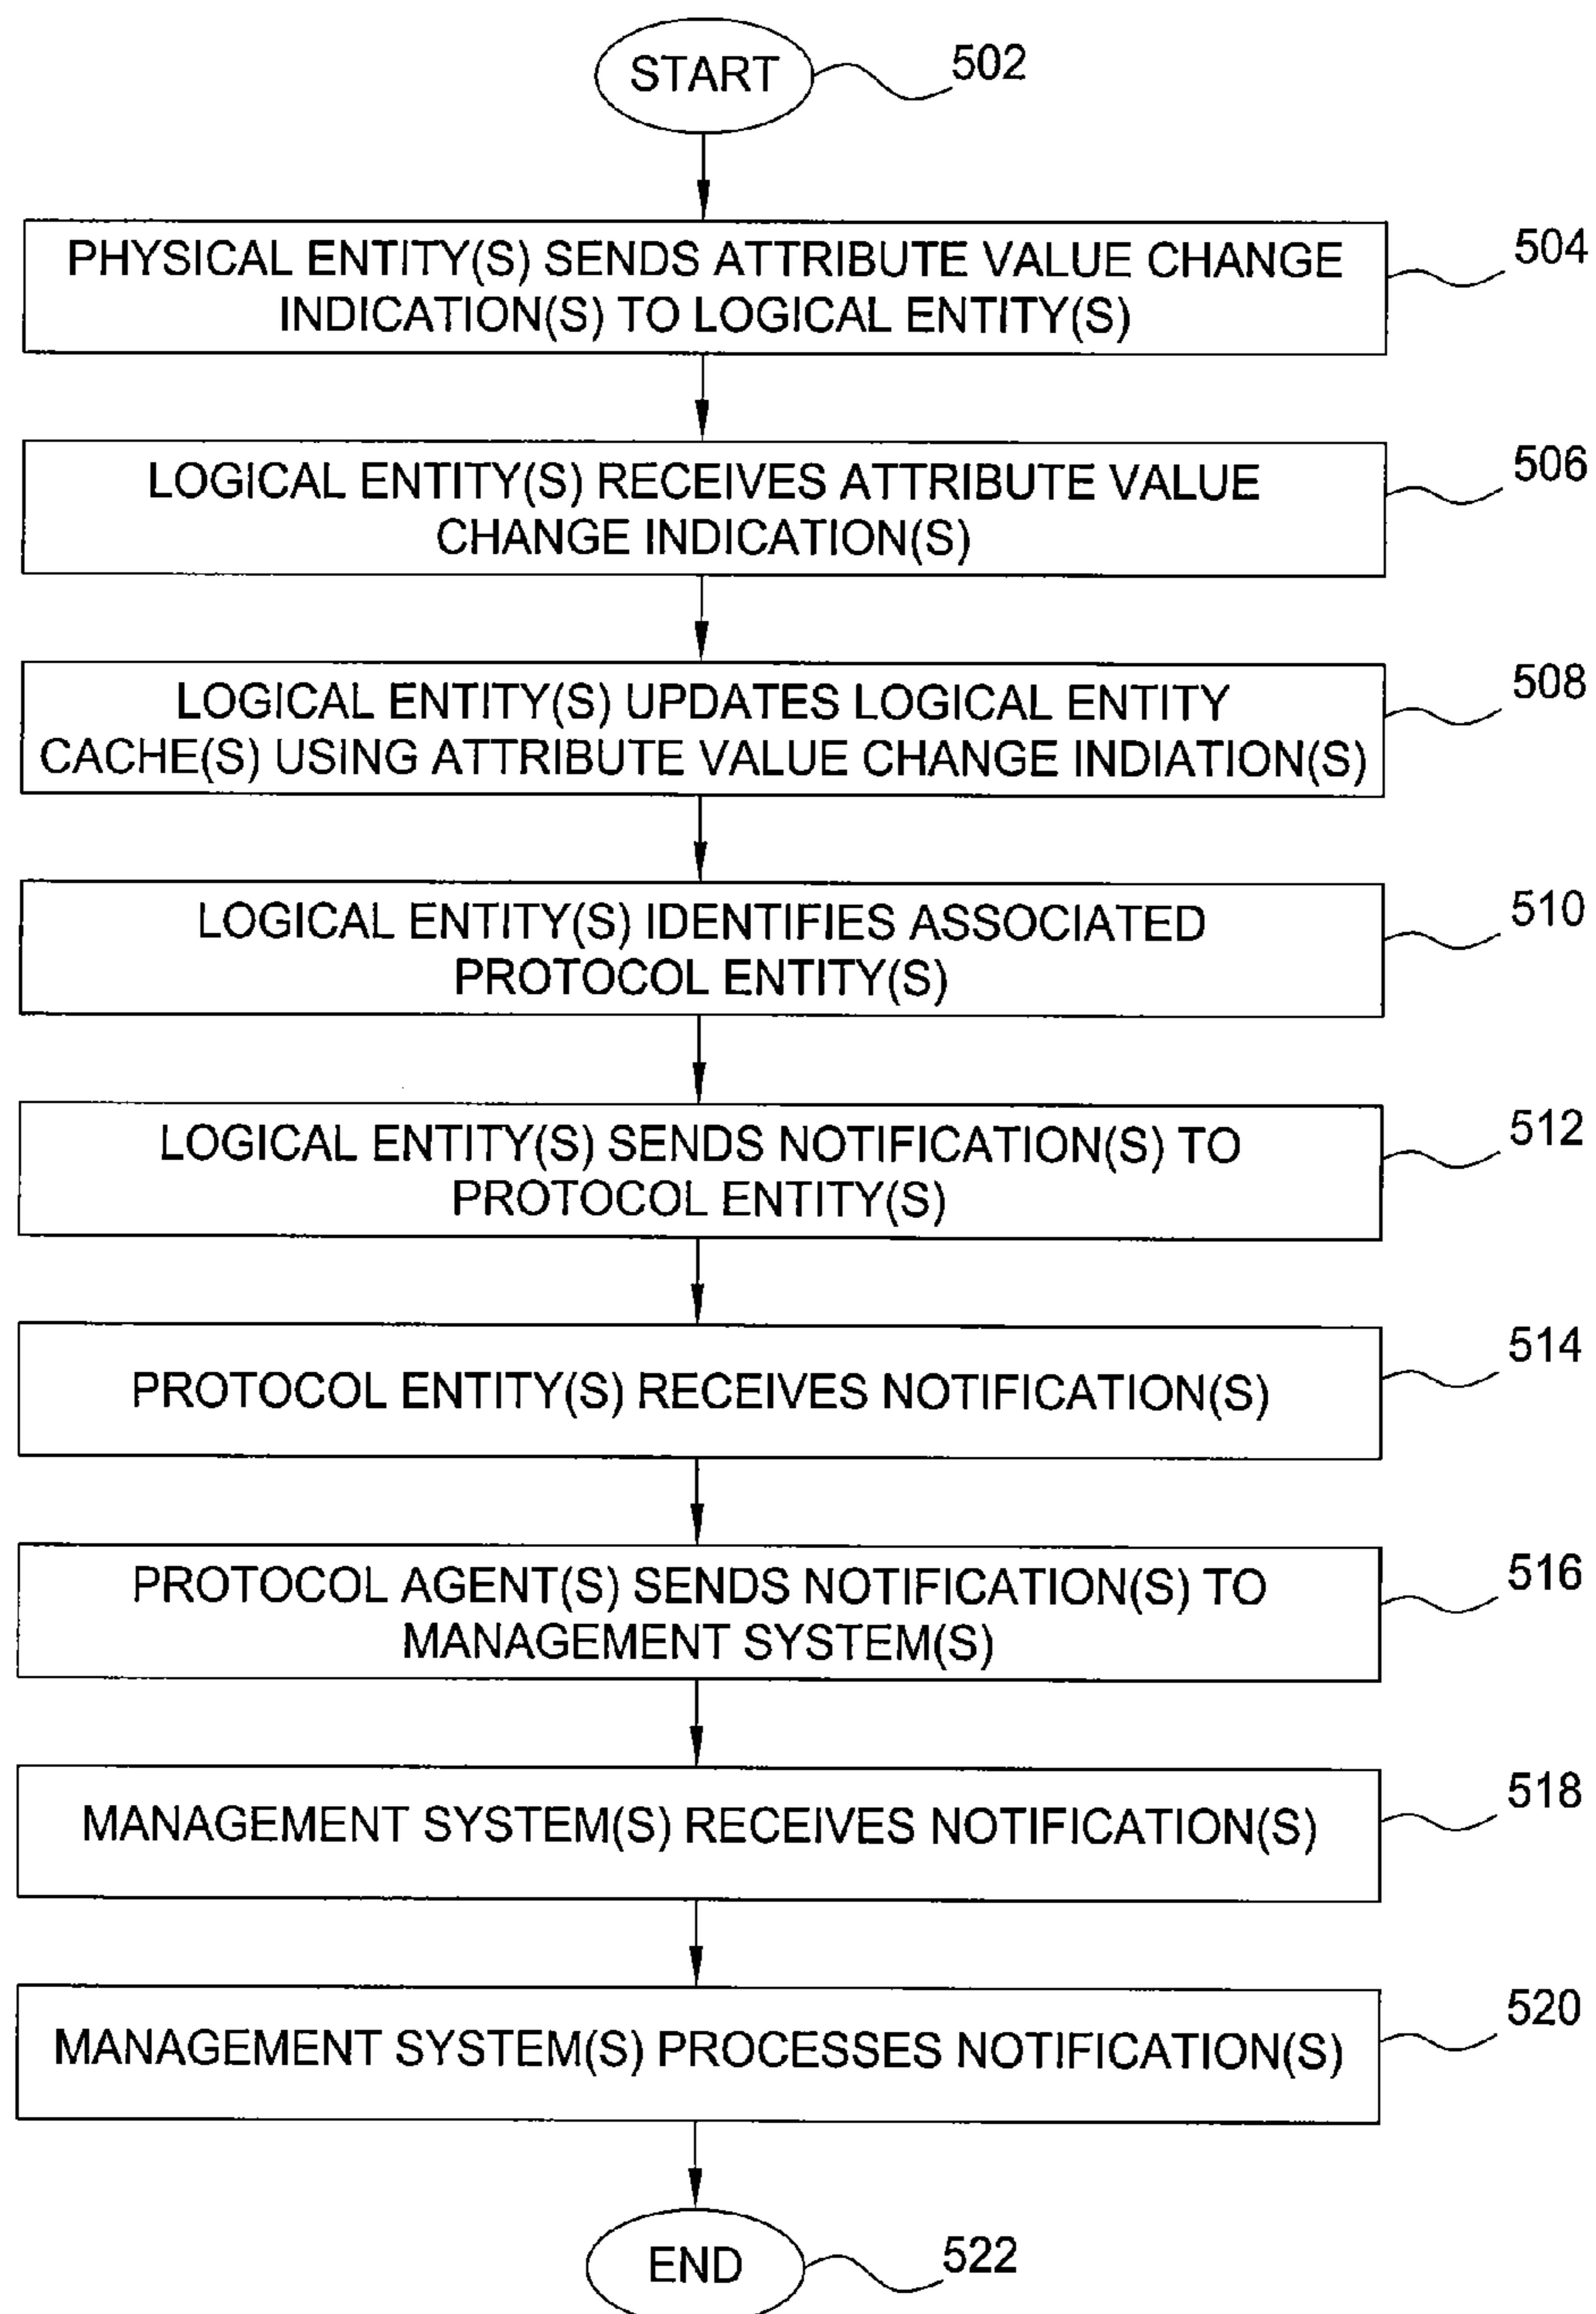 START
502
PHYSICAL ENTITY(S) SENDS ATTRIBUTE VALUE CHANGE
INDICATION(S) TO LOGICAL ENTITY(S)
504
LOGICAL ENTITY(S) RECEIVES ATTRIBUTE VALUE
CHANGE INDICATION(S)
506
LOGICAL ENTITY(S) UPDATES LOGICAL ENTITY
CACHE(S) USING ATTRIBUTE VALUE CHANGE INDIATION(S)
508
LOGICAL ENTITY(S) IDENTIFIES ASSOCIATED
PROTOCOL ENTITY(S)
510
LOGICAL ENTITY(S) SENDS NOTIFICATION(S) TO
PROTOCOL ENTITY(S)
512
PROTOCOL ENTITY(S) RECEIVES NOTIFICATION(S)
514
PROTOCOL AGENT(S) SENDS NOTIFICATION(S) TO
MANAGEMENT SYSTEM(S)
516
MANAGEMENT SYSTEM(S) RECEIVES NOTIFICATION(S)
518
MANAGEMENT SYSTEM(S) PROCESSES NOTIFICATION(S)
520
END
522